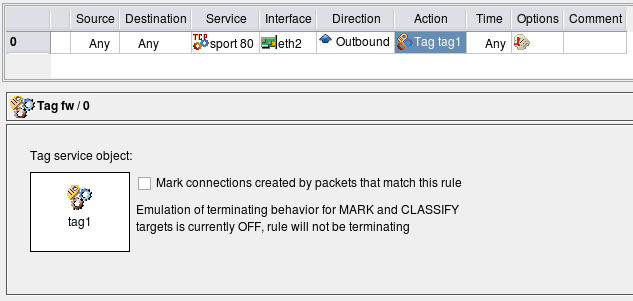 Source Destination Service Interface Direction Action Time Options Comment
0 Any Any TCP sport 80 eth2 Outbound Tag tag1 Any
Tag fw / 0
Tag service object:
tag1
Mark connections created by packets that match this rule
Emulation of terminating behavior for MARK and CLASSIFY
targets is currently OFF, rule will not be terminating